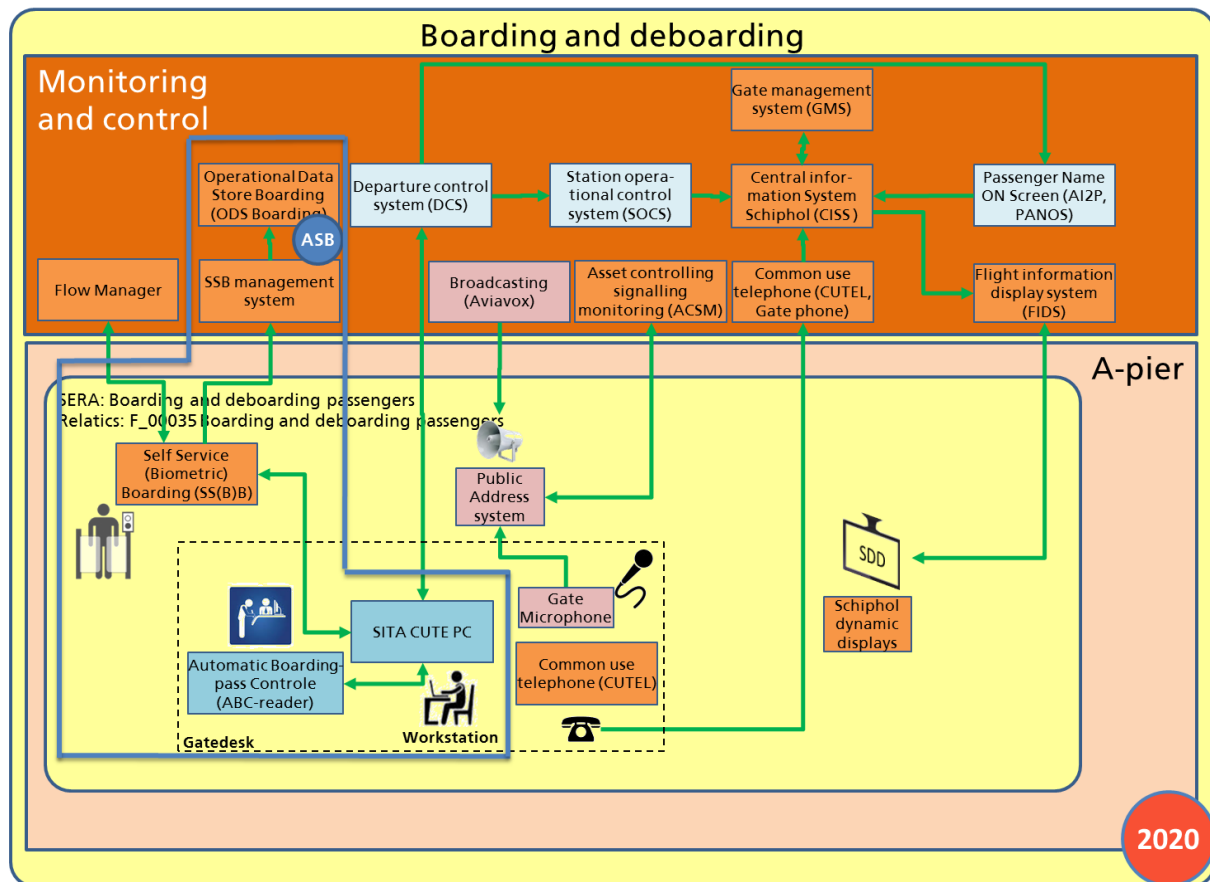 Boarding and deboarding
Monitoring
and control
Gate management
system (GMS)
Operational Data
Store Boarding
(ODS Boarding)
ASB
Departure control
system (DCS)
Station opera-
tional control
system (SOCS)
Central infor-
mation System
Schiphol (CISS)
Passenger Name
ON Screen (AI2P,
PANOS)
Flow Manager
SSB management
system
Broadcasting
(Aviavox)
Asset controlling
signalling
monitoring (ACSM)
Common use
telephone (CUTEL,
Gate phone)
Flight information
display system
(FIDS)
A-pier
SERA: Boarding and deboarding passengers
Relatics: F_00035 Boarding and deboarding passengers
Self Service
(Biometric)
Boarding (SS(B)B)
Public
Address
system
SDD
Gate
Microphone
Schiphol
dynamic
displays
SITA CUTE PC
Common use
telephone (CUTEL)
Automatic Boarding-
pass Controle
(ABC-reader)
Gatedesk
Workstation
2020